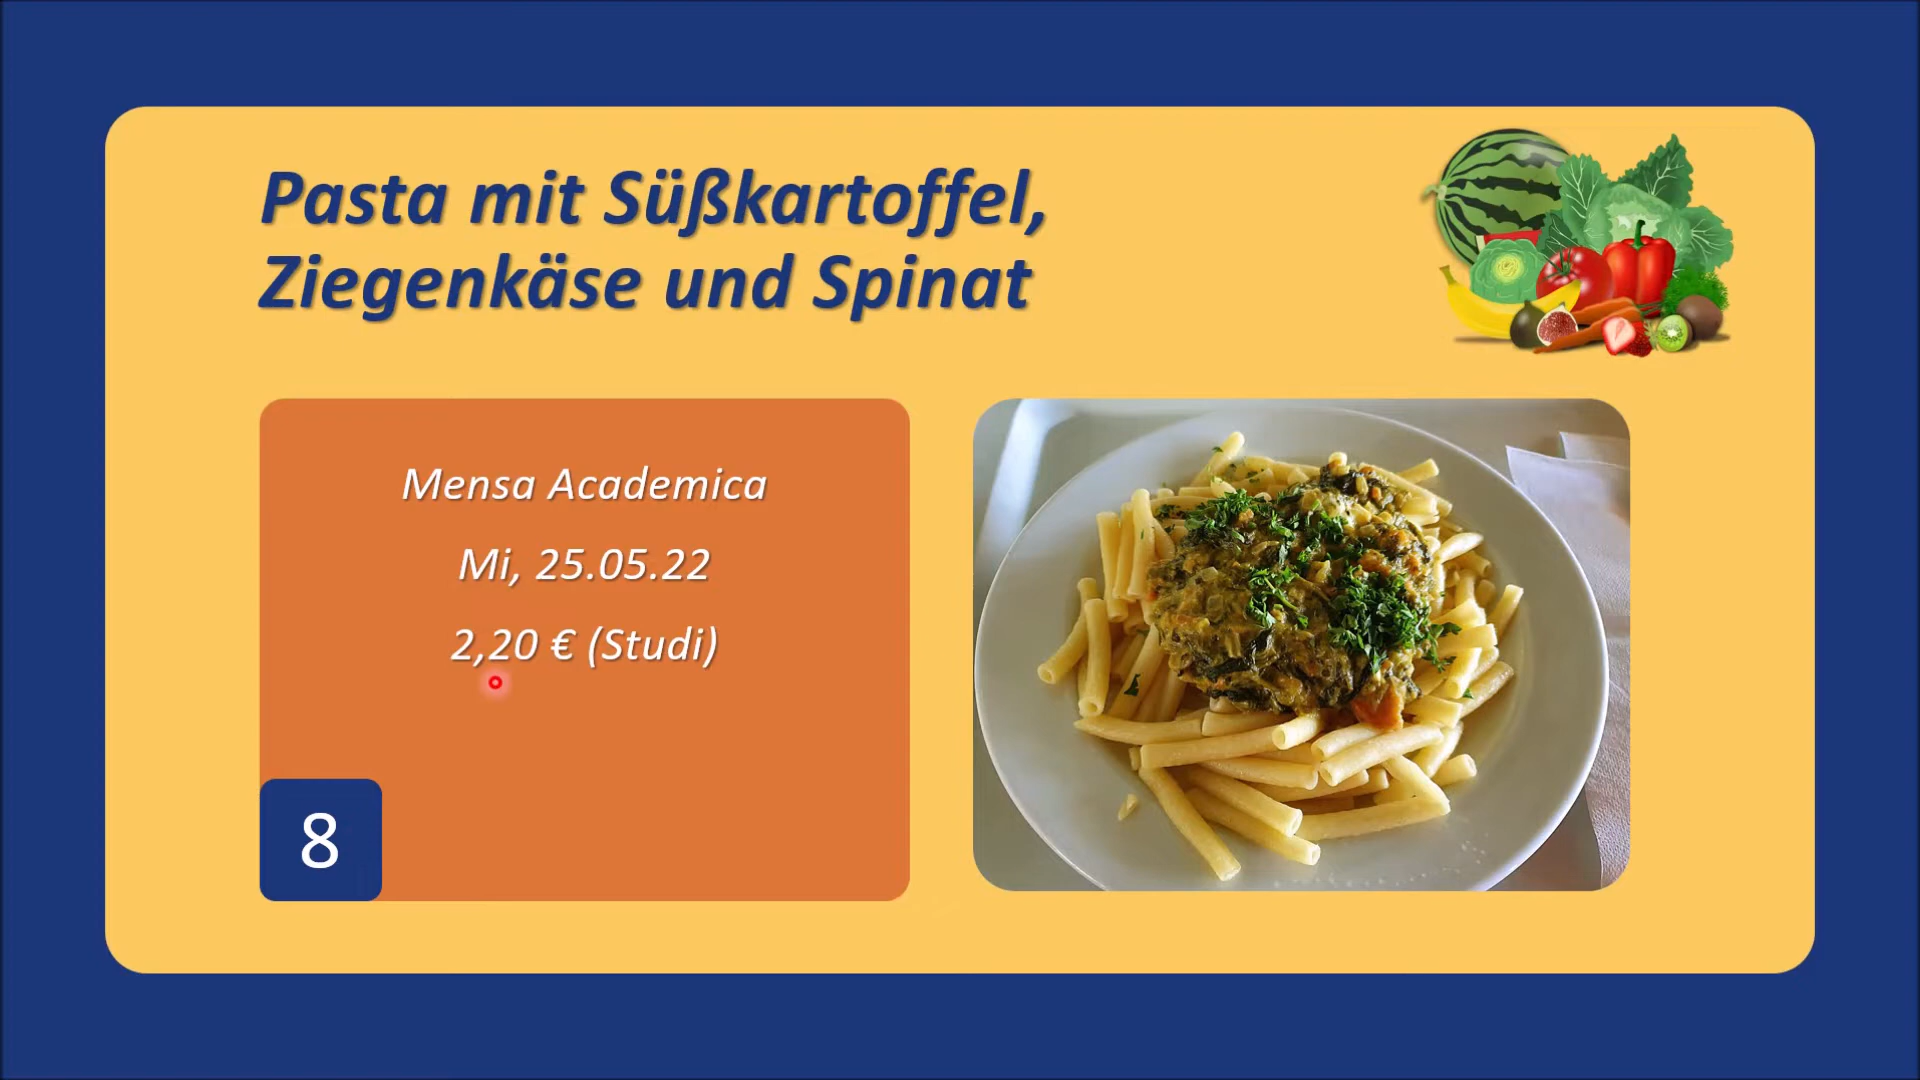 Pasta mit Süßkartoffel,
Ziegenkäse und Spinat
Mensa Academica
Mi, 25.05.22
2,20 € (Studi)
8